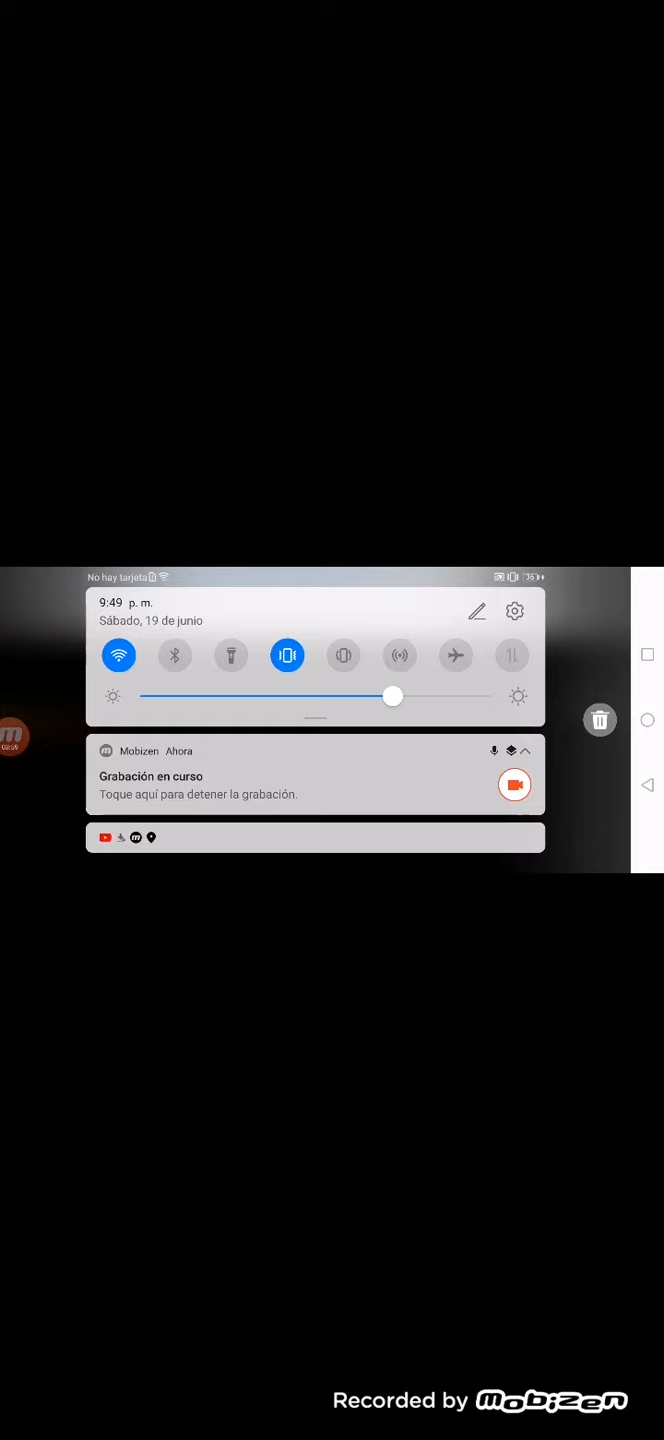 No hay tarjeta
36
9:49 p. m.
Sábado, 19 de junio
Mobizen Ahora
Grabación en curso
Toque aquí para detener la grabación.
Recorded by mobizen